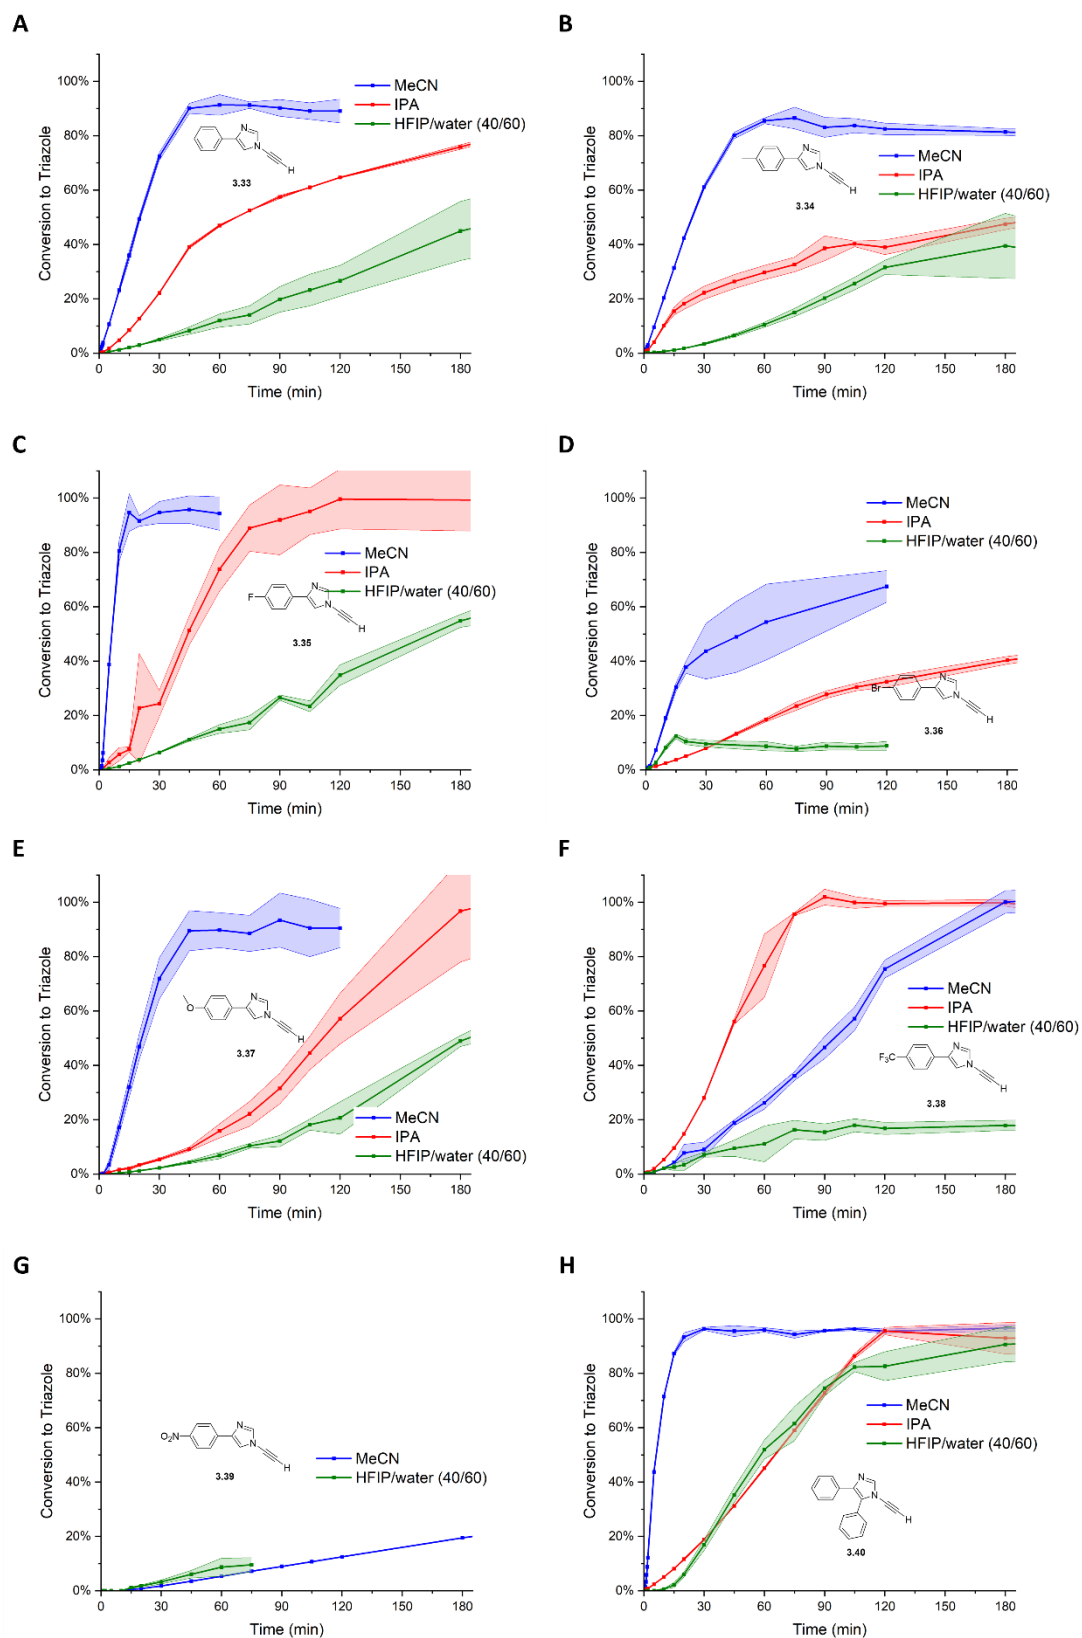 A
Conversion to Triazole
100%
80%
60%
40%
20%
0%
MeCN
IPA
HFIP/water (40/60)
N
N
H
3.33
0 30 60 90 120 150 180
Time (min)
B
Conversion to Triazole
100%
80%
60%
40%
20%
0%
MeCN
IPA
HFIP/water (40/60)
N
N
H
3.34
0 30 60 90 120 150 180
Time (min)
C
Conversion to Triazole
100%
80%
60%
40%
20%
0%
MeCN
IPA
HFIP/water (40/60)
F
N
N
H
3.35
0 30 60 90 120 150 180
Time (min)
D
Conversion to Triazole
100%
80%
60%
40%
20%
0%
MeCN
IPA
HFIP/water (40/60)
Br
N
N
H
3.36
0 30 60 90 120 150 180
Time (min)
E
Conversion to Triazole
100%
80%
60%
40%
20%
0%
O
N
N
H
3.37
MeCN
IPA
HFIP/water (40/60)
0 30 60 90 120 150 180
Time (min)
F
Conversion to Triazole
100%
80%
60%
40%
20%
0%
MeCN
IPA
HFIP/water (40/60)
F3C
N
N
H
3.38
0 30 60 90 120 150 180
Time (min)
G
Conversion to Triazole
100%
80%
60%
40%
20%
0%
O2N
N
N
H
3.39
MeCN
HFIP/water (40/60)
0 30 60 90 120 150 180
Time (min)
H
Conversion to Triazole
100%
80%
60%
40%
20%
0%
MeCN
IPA
HFIP/water (40/60)
N
N
H
3.40
0 30 60 90 120 150 180
Time (min)